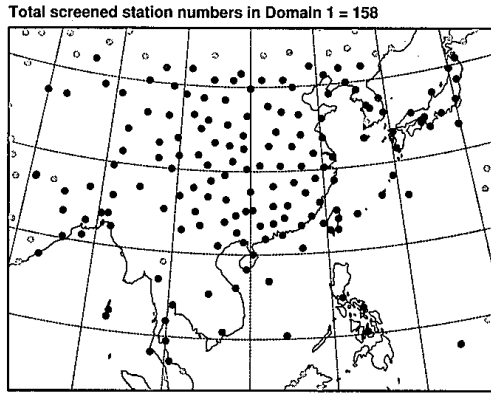 Total screened station numbers in Domain 1 = 158